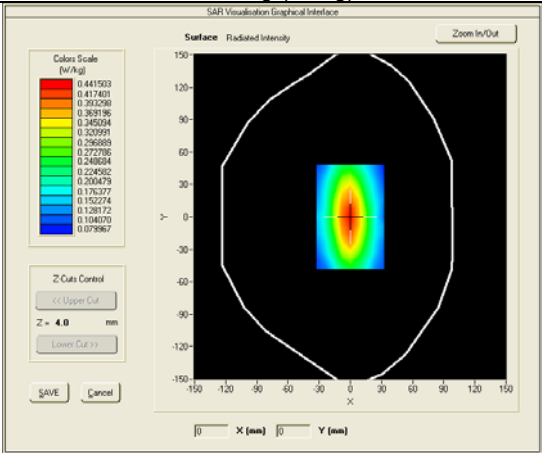 SAR Visualisation Graphical Interface
Surface Radiated Intensity
Zoom In/Out
Colors Scale
(W/kg)
0.441503
0.417401
0.393298
0.369196
0.345094
0.320991
0.296889
0.272786
0.248684
0.224582
0.200479
0.176377
0.152274
0.128172
0.104070
0.079967
150
120
90
60
30
0
-30
-60
-90
-120
-150
Y
-150 -120 -90 -60 -30 0 30 60 90 120 150
X
Z-Cuts Control
<< Upper Cut
Z = 4.0 mm
Lower Cut >>
SAVE Cancel
0 X (mm) 0 Y (mm)